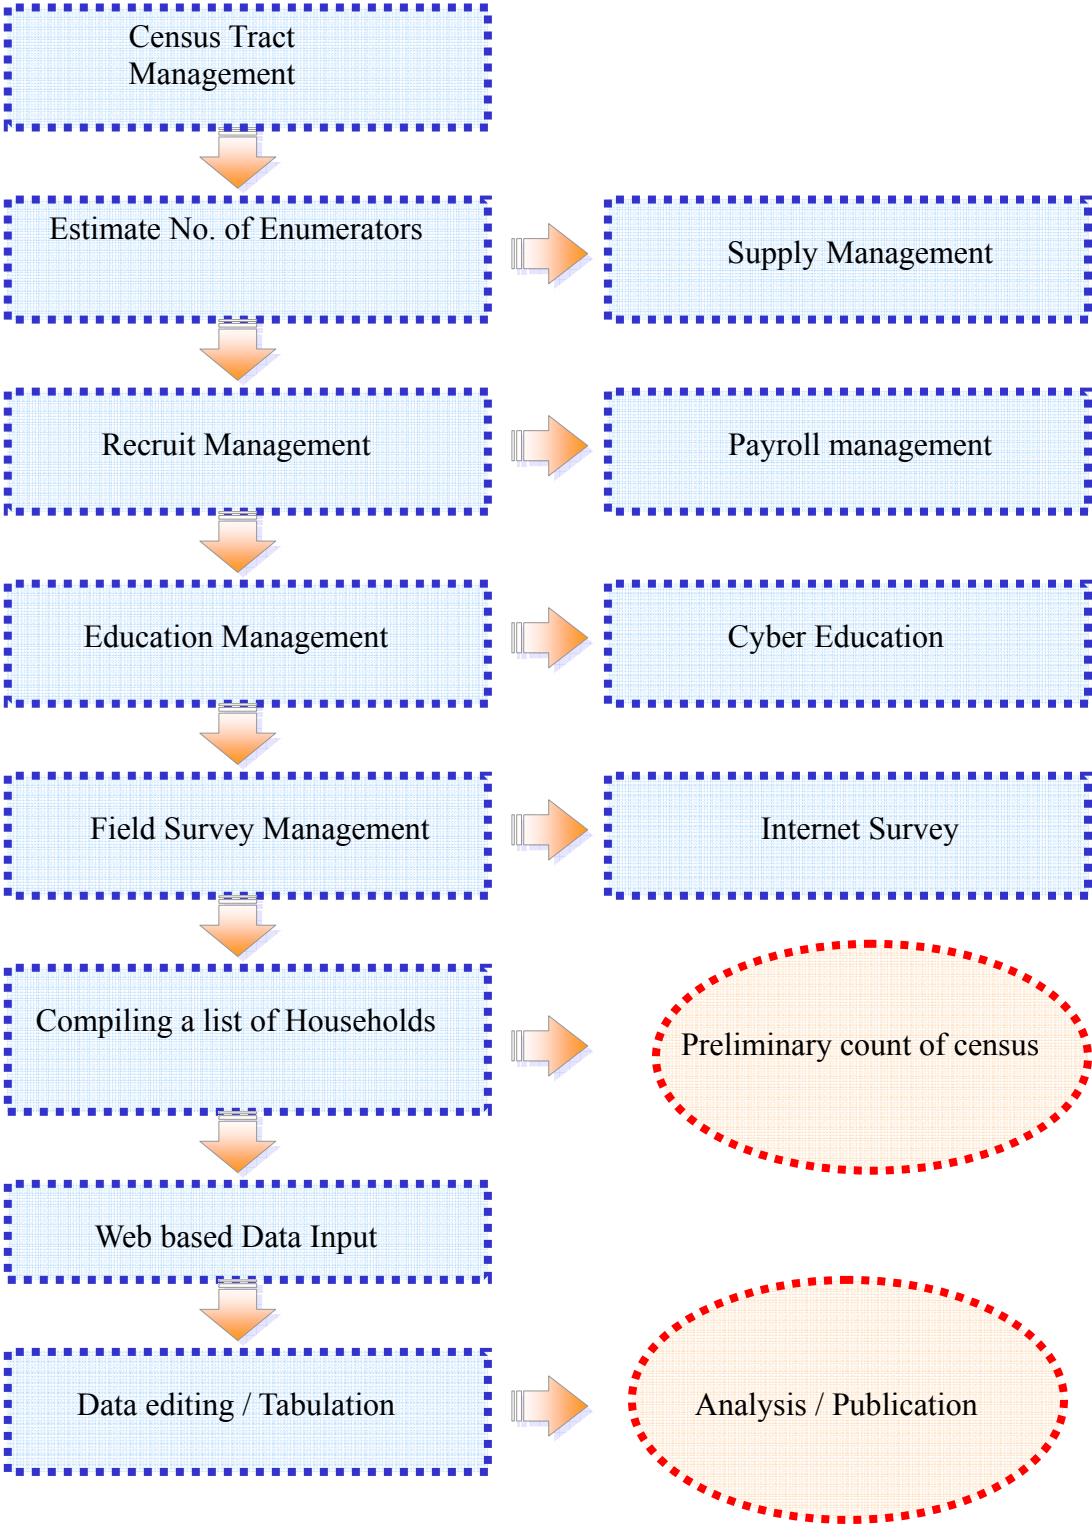 Census Tract
Management
Estimate No. of Enumerators
Supply Management
Recruit Management
Payroll management
Education Management
Cyber Education
Field Survey Management
Internet Survey
Compiling a list of Households
Preliminary count of census
Web based Data Input
Data editing / Tabulation
Analysis / Publication